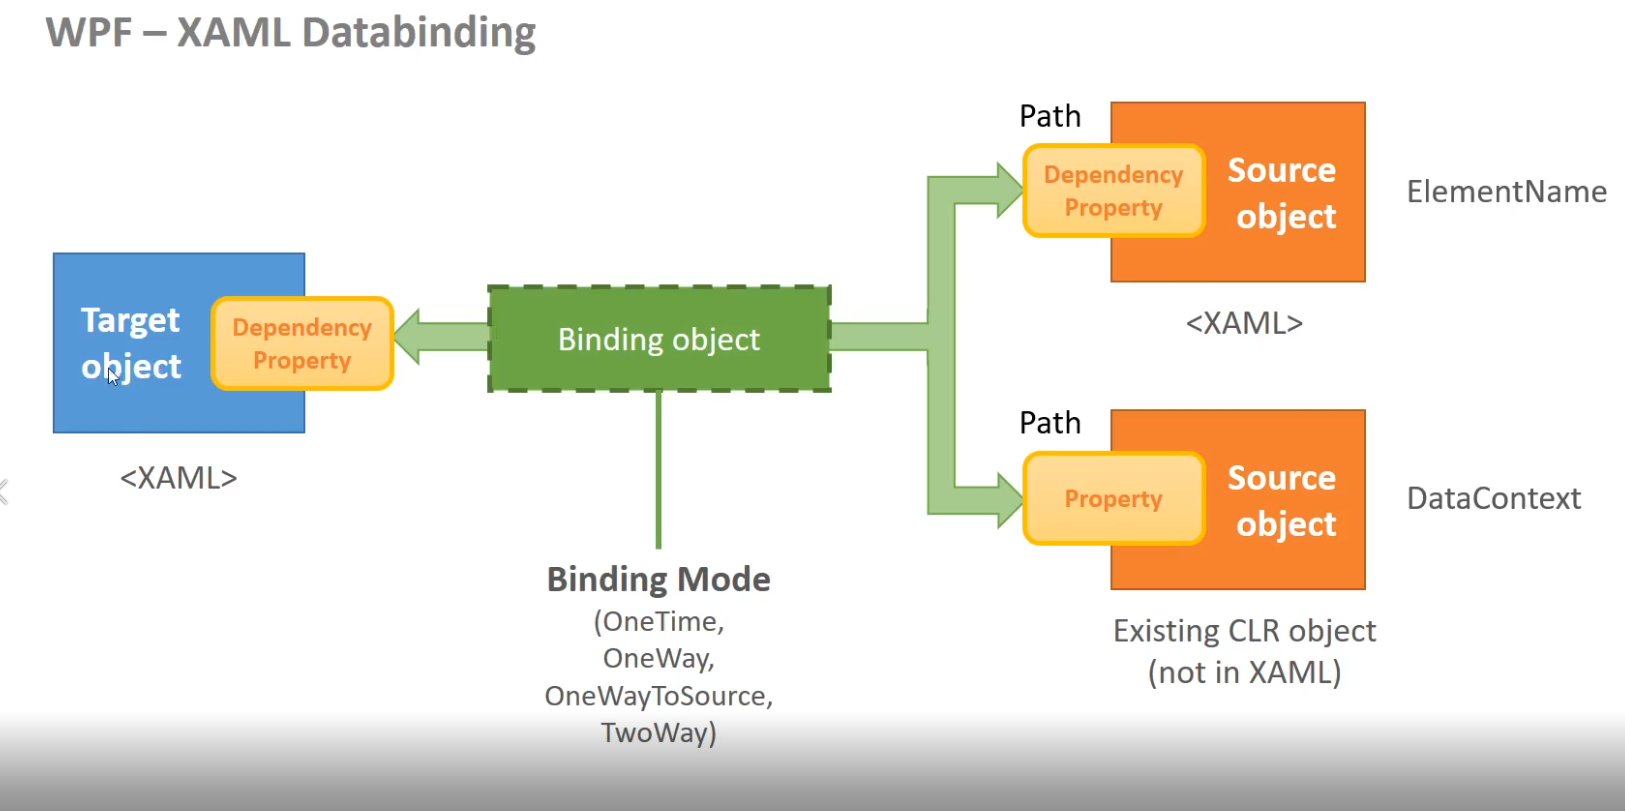 WPF – XAML Databinding
Target
object
Dependency
Property
<XAML>
Binding object
Binding Mode
(OneTime,
OneWay,
OneWayToSource,
TwoWay)
Path
Dependency
Property
Source
object
ElementName
<XAML>
Path
Property
Source
object
DataContext
Existing CLR object
(not in XAML)